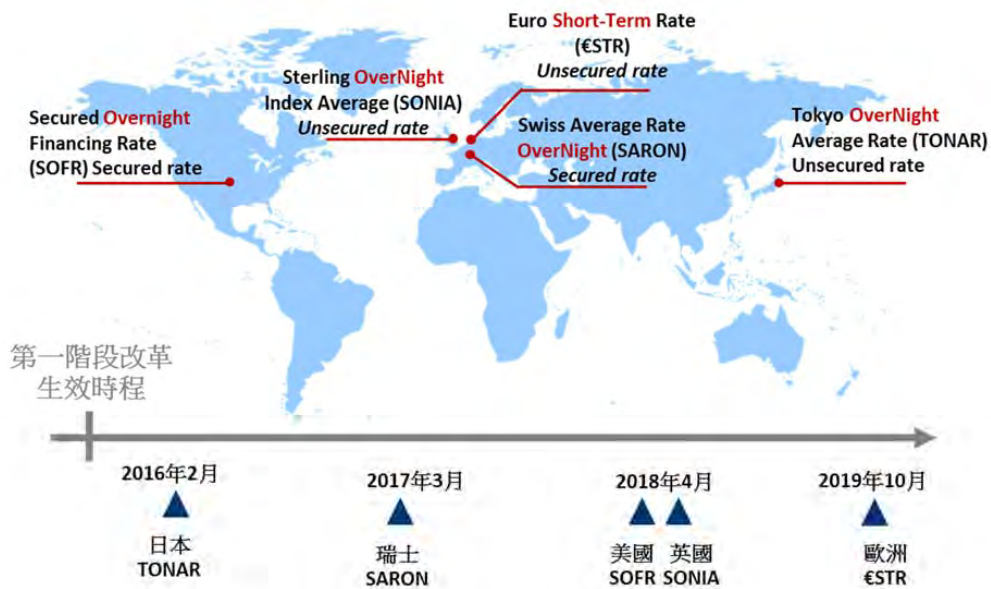 Euro Short-Term Rate
(€STR)
Unsecured rate
Sterling OverNight
Index Average (SONIA)
Unsecured rate
Secured Overnight
Financing Rate
(SOFR) Secured rate
Swiss Average Rate
OverNight (SARON)
Secured rate
Tokyo OverNight
Average Rate (TONAR)
Unsecured rate
第一階段改革
生效時程
2016年2月
2017年3月
2018年4月
2019年10月
日本
TONAR
瑞士
SARON
美國
SOFR
英國
SONIA
歐洲
€STR